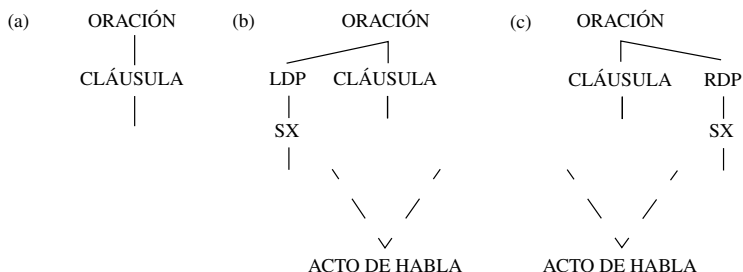 (a) ORACIÓN (b) ORACIÓN (c) ORACIÓN
CLÁUSULA LDP CLÁUSULA CLÁUSULA RDP
SX SX
ACTO DE HABLA ACTO DE HABLA